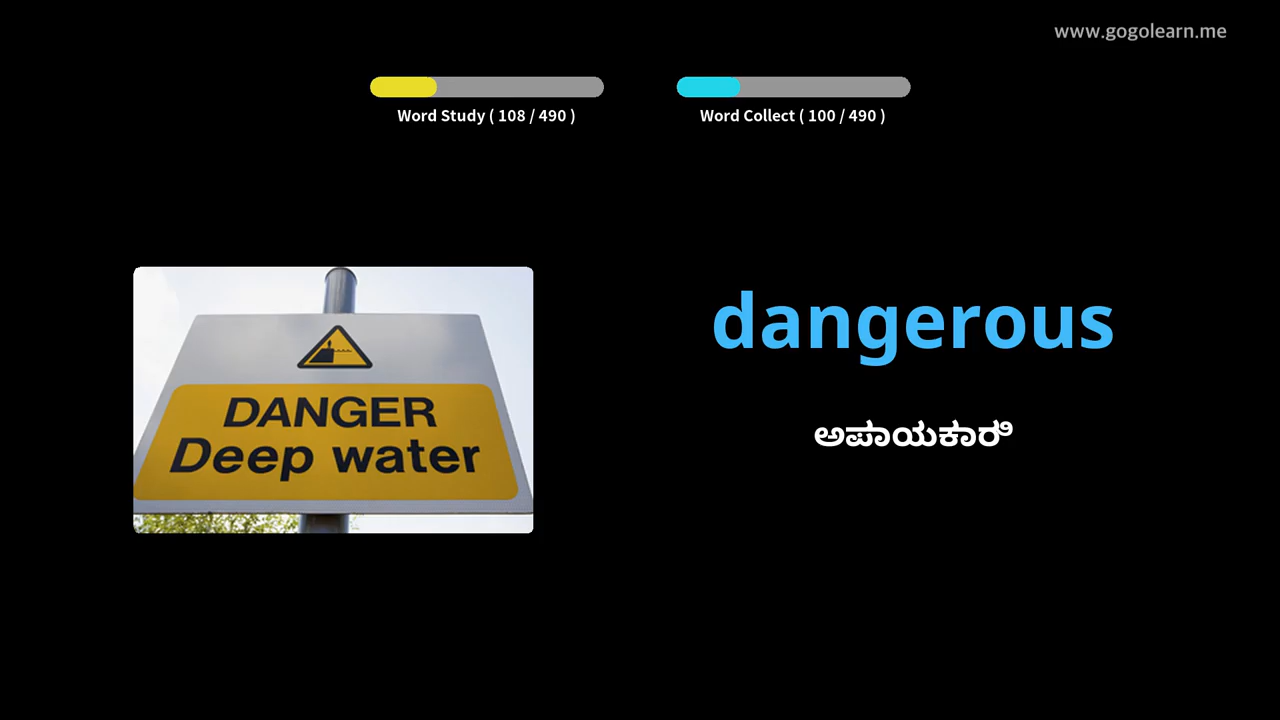 www.gogolearn.me
Word Study ( 108 / 490 )
Word Collect ( 100 / 490 )
DANGER
Deep water
dangerous
ಅಪಾಯಕಾರಿ